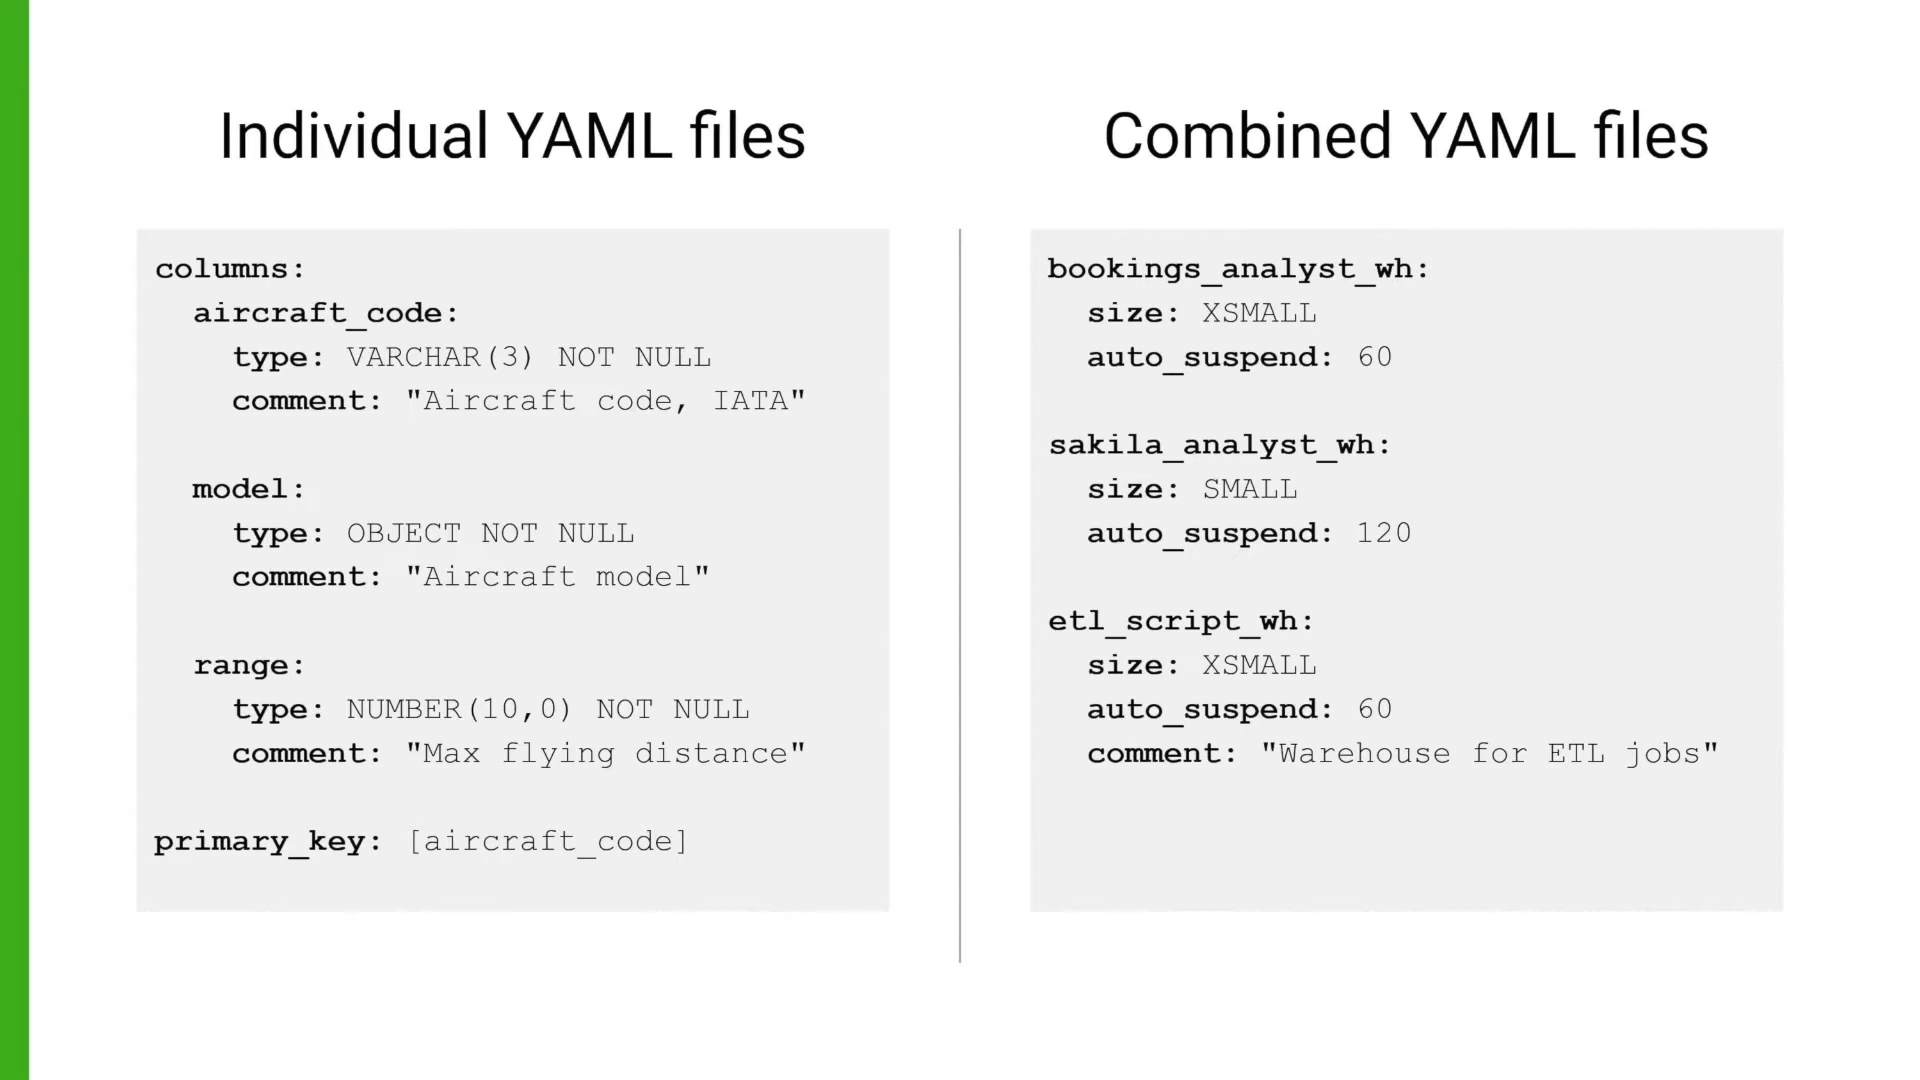 Individual YAML files
columns:
  aircraft_code:
    type: VARCHAR(3) NOT NULL
    comment: "Aircraft code, IATA"
  model:
    type: OBJECT NOT NULL
    comment: "Aircraft model"
  range:
    type: NUMBER(10,0) NOT NULL
    comment: "Max flying distance"
primary_key: [aircraft_code]
Combined YAML files
bookings_analyst_wh:
  size: XSMALL
  auto_suspend: 60
sakila_analyst_wh:
  size: SMALL
  auto_suspend: 120
etl_script_wh:
  size: XSMALL
  auto_suspend: 60
  comment: "Warehouse for ETL jobs"